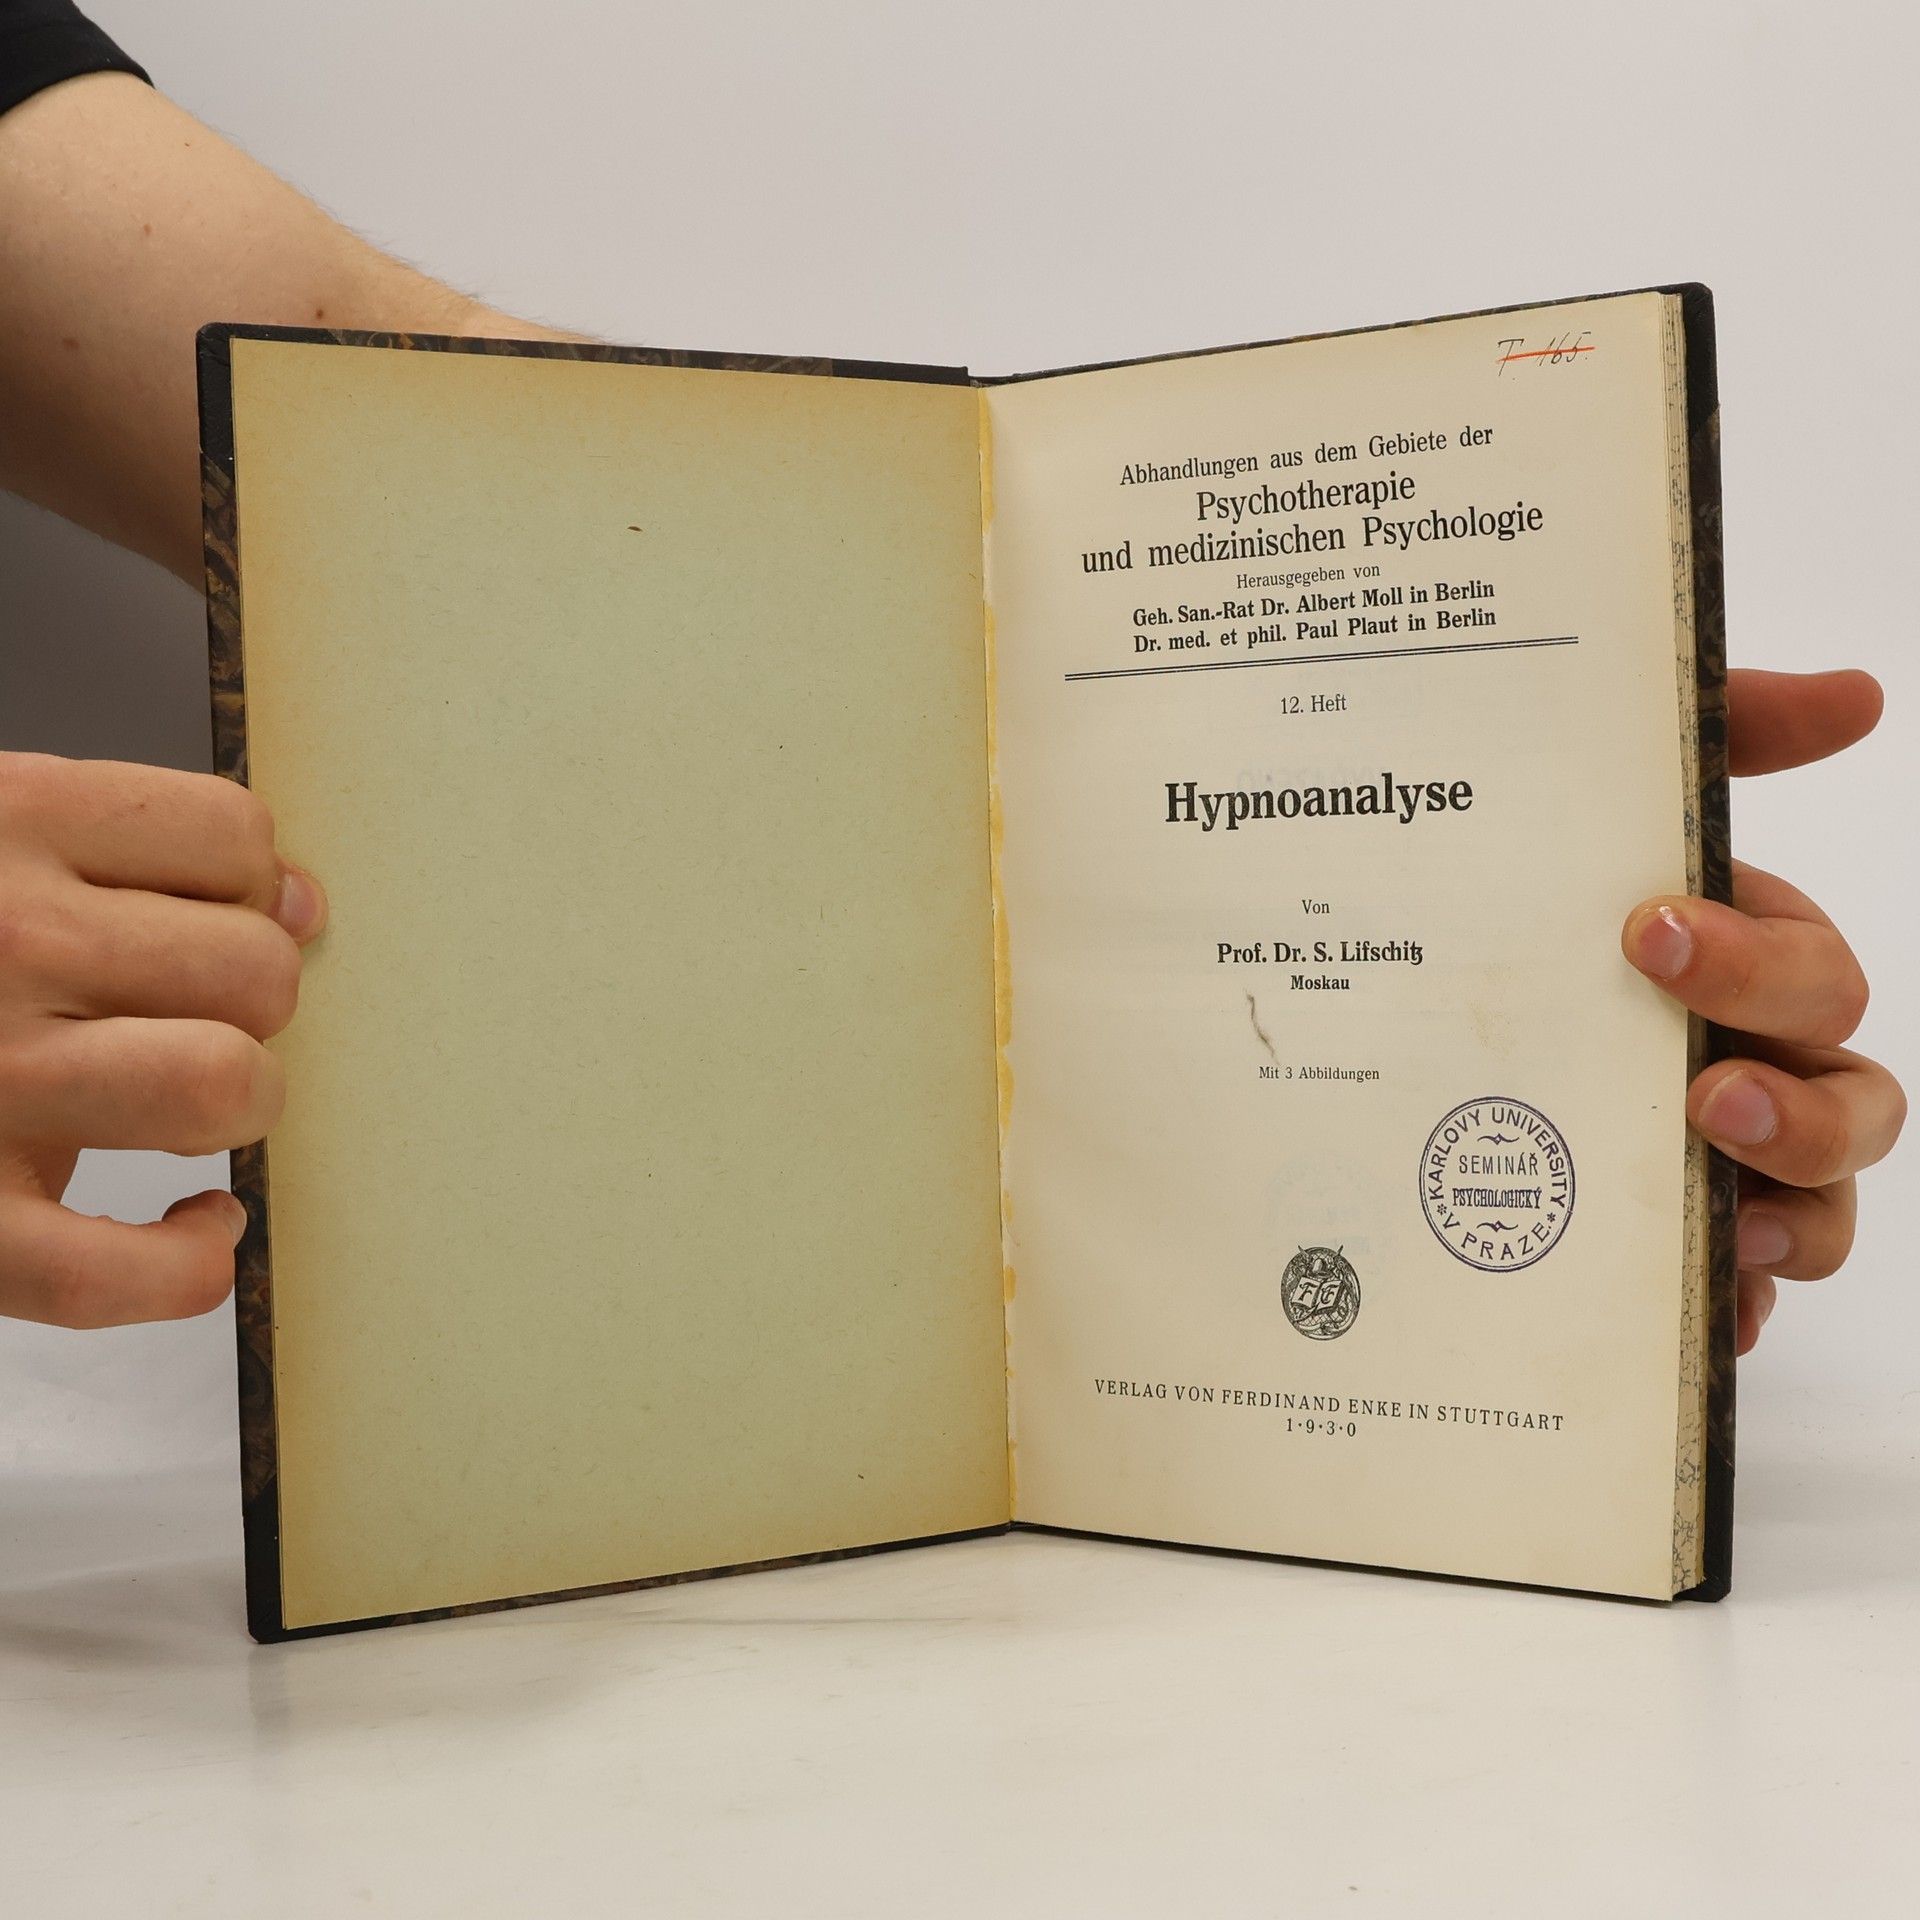 T. 165.
Abhandlungen aus dem Gebiete der
Psychotherapie
und medizinischen Psychologie
Herausgegeben von
Geh. San.-Rat Dr. Albert Moll in Berlin
Dr. med. et phil. Paul Plaut in Berlin
12. Heft
Hypnoanalyse
Von
Prof. Dr. S. Lifschitz
Moskau
Mit 3 Abbildungen
KARLOVY UNIVERSITY
SEMINÁŘ
PSYCHOLOGICKÝ
* V PRAZE. *
F E
VERLAG VON FERDINAND ENKE IN STUTTGART
1·9·3·0